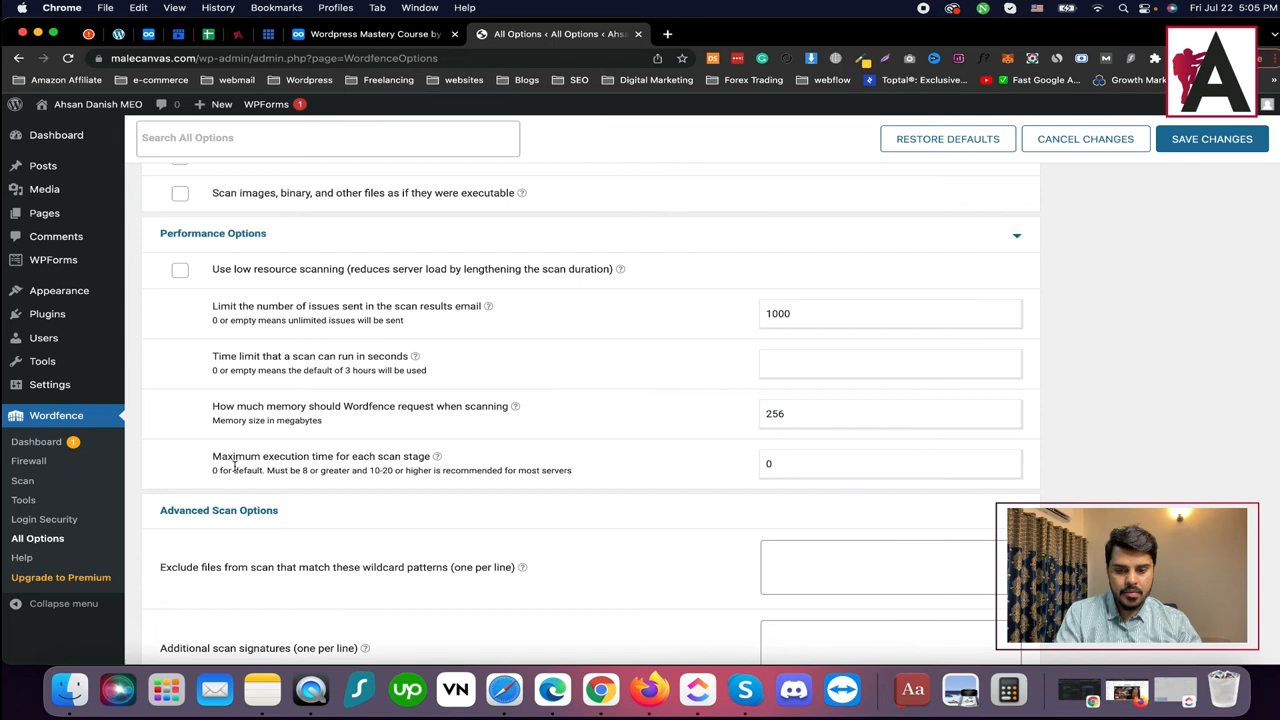 Chrome File Edit View History Bookmarks Profiles Tab Window Help Fri Jul 22 5:05 PM
Wordpress Mastery Course by
All Options < All Options < Ahsa
malecanvas.com/wp-admin/admin.php?page=WordfenceOptions
Amazon Affiliate e-commerce webmail Wordpress Freelancing websites Blogs SEO Digital Marketing Forex Trading webflow Toptal®: Exclusive... Fast Google A... Growth Mark
A
Ahsan Danish MEO 0 New WPForms 1
Search All Options
RESTORE DEFAULTS
CANCEL CHANGES
SAVE CHANGES
Dashboard
Posts
Media
Pages
Comments
WPForms
Appearance
Plugins
Users
Tools
Settings
Wordfence
Dashboard 1
Firewall
Scan
Tools
Login Security
All Options
Help
Upgrade to Premium
Collapse menu
Scan images, binary, and other files as if they were executable
Performance Options
Use low resource scanning (reduces server load by lengthening the scan duration)
Limit the number of issues sent in the scan results email
0 or empty means unlimited issues will be sent
1000
Time limit that a scan can run in seconds
0 or empty means the default of 3 hours will be used
How much memory should Wordfence request when scanning
Memory size in megabytes
256
Maximum execution time for each scan stage
0 for default. Must be 8 or greater and 10-20 or higher is recommended for most servers
0
Advanced Scan Options
Exclude files from scan that match these wildcard patterns (one per line)
Additional scan signatures (one per line)
up
VN
Aa